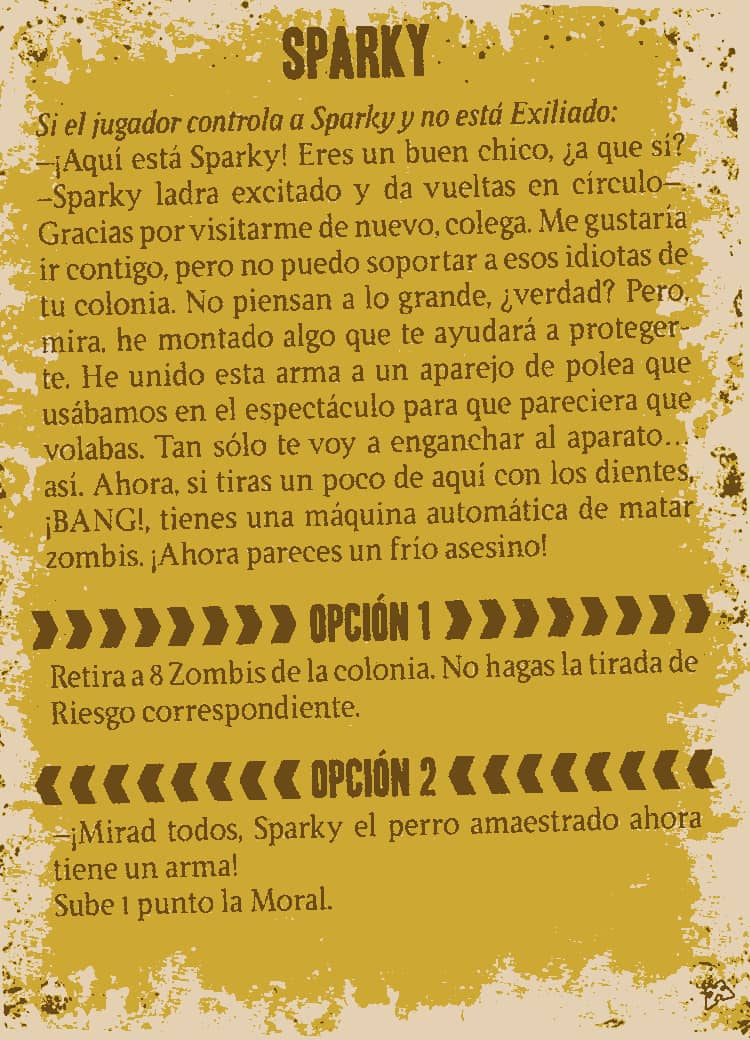 SPARKY
Si el jugador controla a Sparky y no está Exiliado:
–¡Aquí está Sparky! Eres un buen chico, ¿a que sí?
–Sparky ladra excitado y da vueltas en círculo–.
Gracias por visitarme de nuevo, colega. Me gustaría
ir contigo, pero no puedo soportar a esos idiotas de
tu colonia. No piensan a lo grande, ¿verdad? Pero,
mira, he montado algo que te ayudará a proteger-
te. He unido esta arma a un aparejo de polea que
usábamos en el espectáculo para que pareciera que
volabas. Tan sólo te voy a enganchar al aparato...
así. Ahora, si tiras un poco de aquí con los dientes,
¡BANG!, tienes una máquina automática de matar
zombis. ¡Ahora pareces un frío asesino!
OPCIÓN 1
Retira a 8 Zombis de la colonia. No hagas la tirada de
Riesgo correspondiente.
OPCIÓN 2
–¡Mirad todos, Sparky el perro amaestrado ahora
tiene un arma!
Sube 1 punto la Moral.